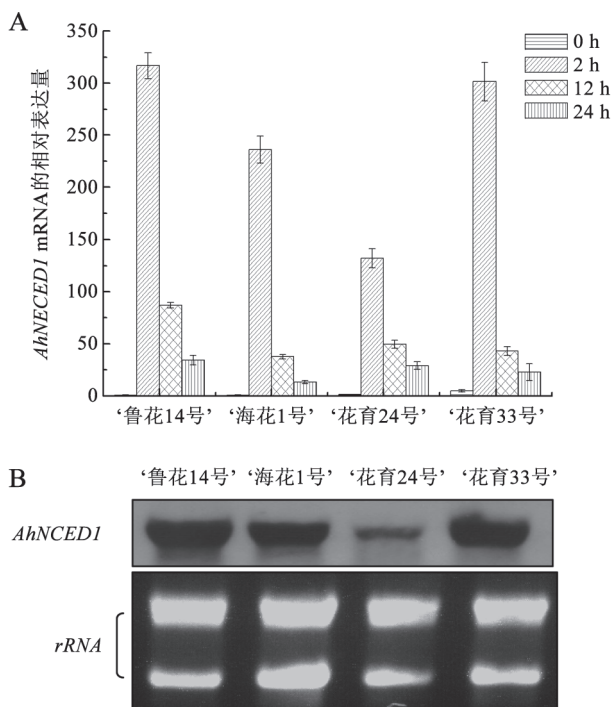 A
AhNECED1 mRNA的相对表达量
350
300
250
200
150
100
50
0
0 h
2 h
12 h
24 h
‘鲁花14号’ ‘海花1号’ ‘花育24号’ ‘花育33号’
B
‘鲁花14号’ ‘海花1号’ ‘花育24号’ ‘花育33号’
AhNCED1
rRNA